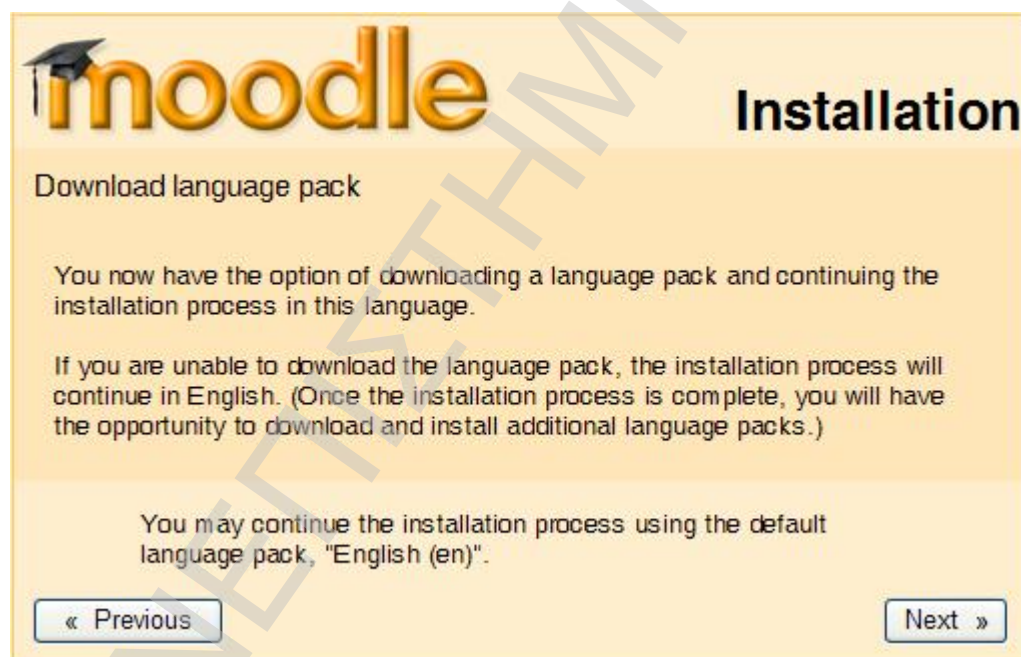 moodle
Installation
Download language pack
You now have the option of downloading a language pack and continuing the
installation process in this language.
If you are unable to download the language pack, the installation process will
continue in English. (Once the installation process is complete, you will have
the opportunity to download and install additional language packs.)
You may continue the installation process using the default
language pack, "English (en)".
« Previous
Next »
ΝΕΠΙΣΤΗΜΙ